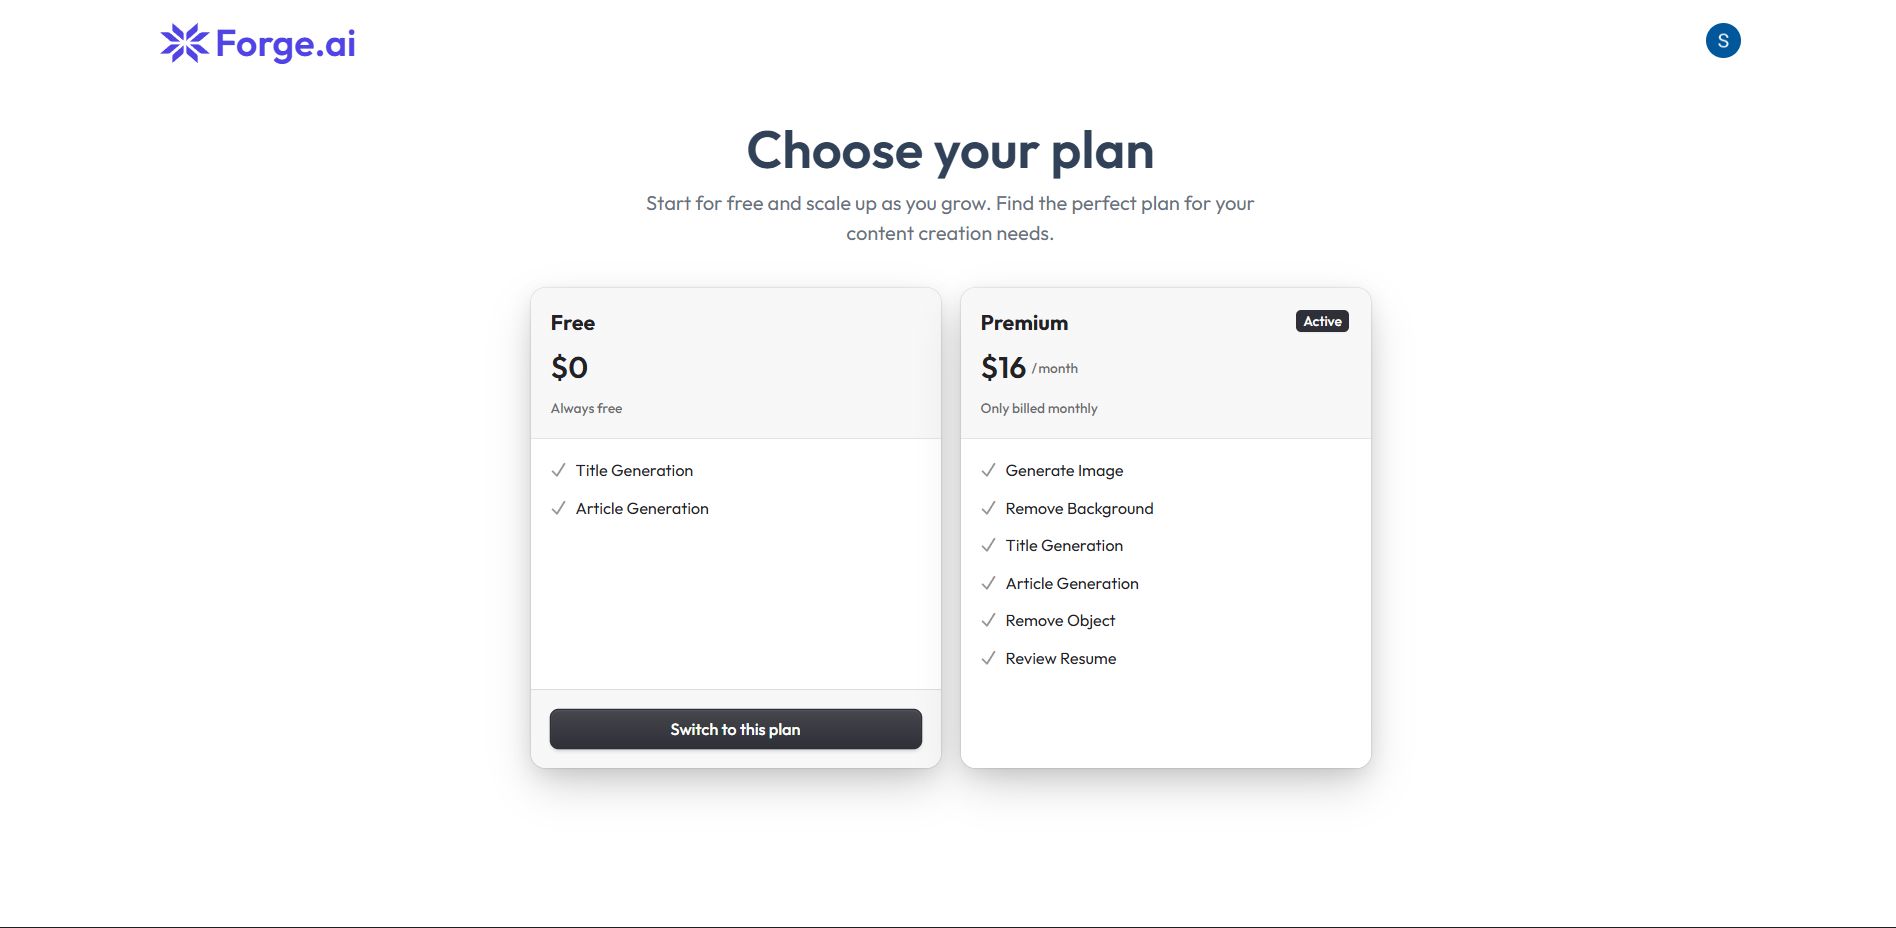 Forge.ai
S
Choose your plan
Start for free and scale up as you grow. Find the perfect plan for your
content creation needs.
Free
$0
Always free
Title Generation
Article Generation
Switch to this plan
Premium
Active
$16 / month
Only billed monthly
Generate Image
Remove Background
Title Generation
Article Generation
Remove Object
Review Resume